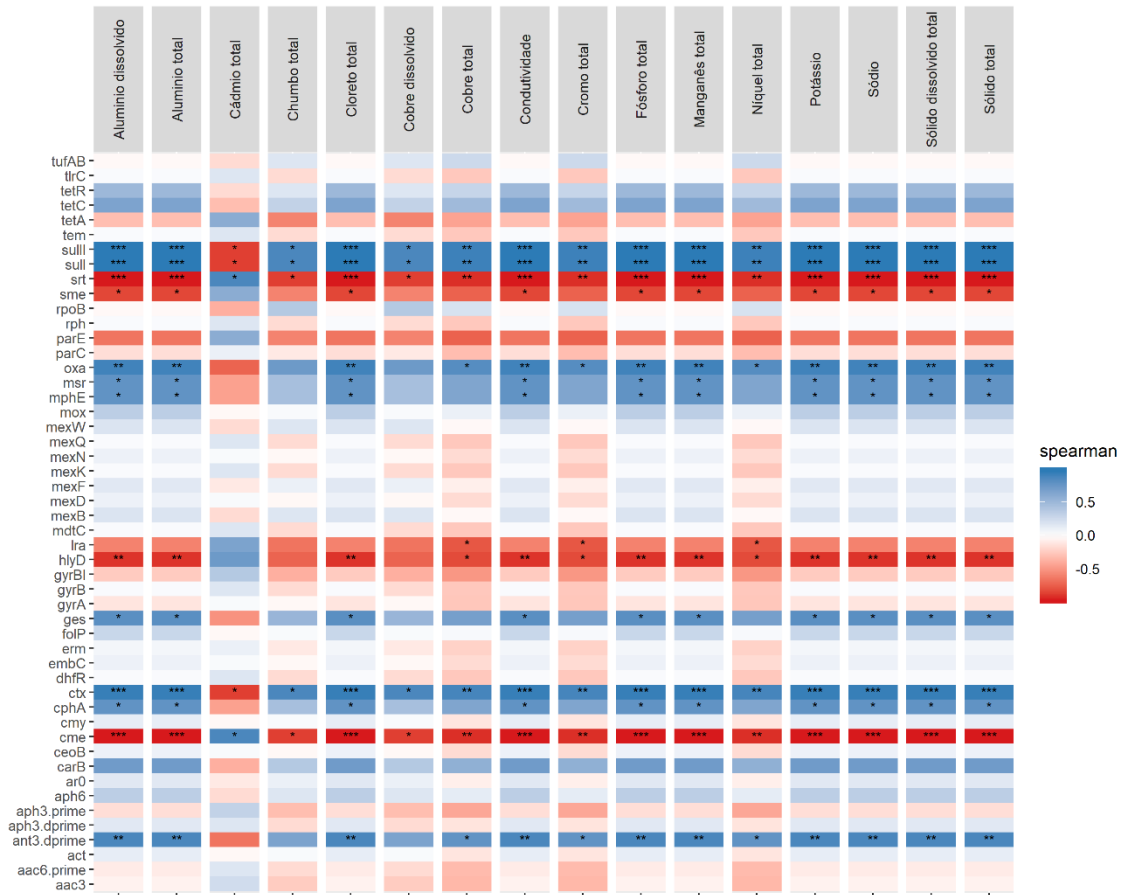 Aluminio dissolvido
Aluminio total
Cádmio total
Chumbo total
Cloreto total
Cobre dissolvido
Cobre total
Condutividade
Cromo total
Fósforo total
Manganês total
Níquel total
Potássio
Sódio
Sólido dissolvido total
Sólido total
tufAB
tlrC
tetR
tetC
tetA
tem
sulII *** *** * * *** * ** *** ** *** *** ** *** *** *** ***
sulI *** *** * * *** * ** *** ** *** *** ** *** *** *** ***
srt *** *** * * *** * ** *** ** *** *** ** *** *** *** ***
sme * * * * * * * * * *
rpoB
rph
parE
parC
oxa ** ** ** * ** * ** ** * ** ** ** **
msr * * * * * * * * * *
mphE * * * * * * * * * *
mox
mexW
mexQ
mexN
mexK
mexF
mexD
mexB
mdtC
lra * * *
hlyD ** ** ** * ** * ** ** * ** ** ** **
gyrBI
gyrB
gyrA
ges * * * * * * * * * *
folP
erm
embC
dhfR
ctx *** *** * * *** * ** *** ** *** *** ** *** *** *** ***
cphA * * * * * * * * * *
cmy
cme *** *** * * *** * ** *** ** *** *** ** *** *** *** ***
ceoB
carB
ar0
aph6
aph3.prime
aph3.dprime
ant3.dprime ** ** ** * ** * ** ** * ** ** ** **
act
aac6.prime
aac3
spearman
0.5
-0.5